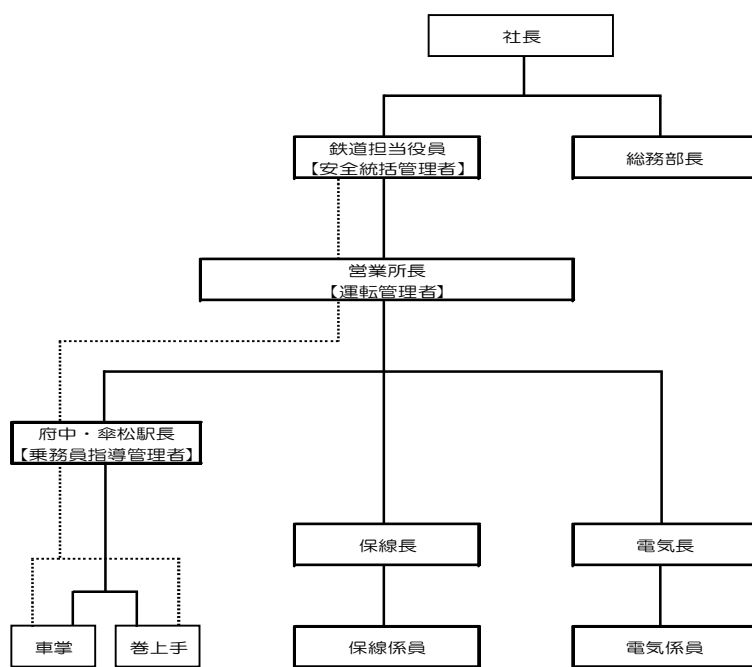 社長
鉄道担当役員
【安全統括管理者】
総務部長
営業所長
【運転管理者】
府中・傘松駅長
【乗務員指導管理者】
保線長
電気長
車掌
巻上手
保線係員
電気係員